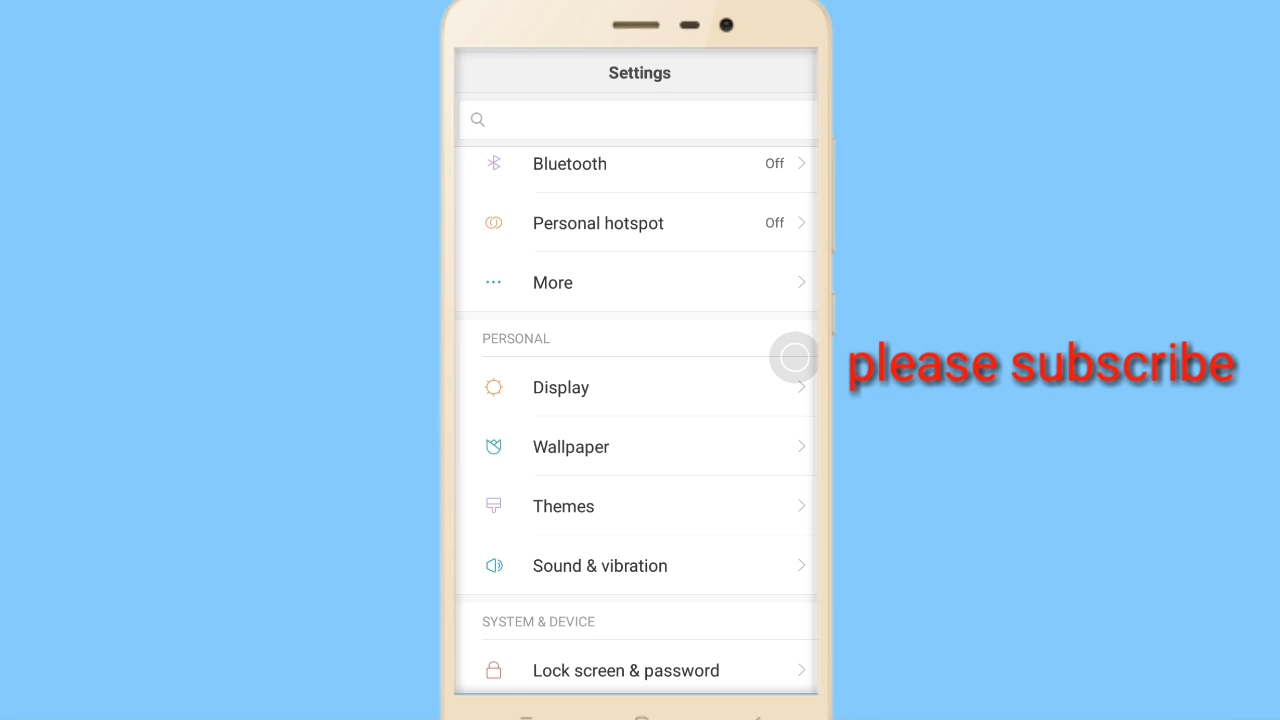 Settings
Bluetooth Off
Personal hotspot Off
More
PERSONAL
Display
please subscribe
Wallpaper
Themes
Sound & vibration
SYSTEM & DEVICE
Lock screen & password